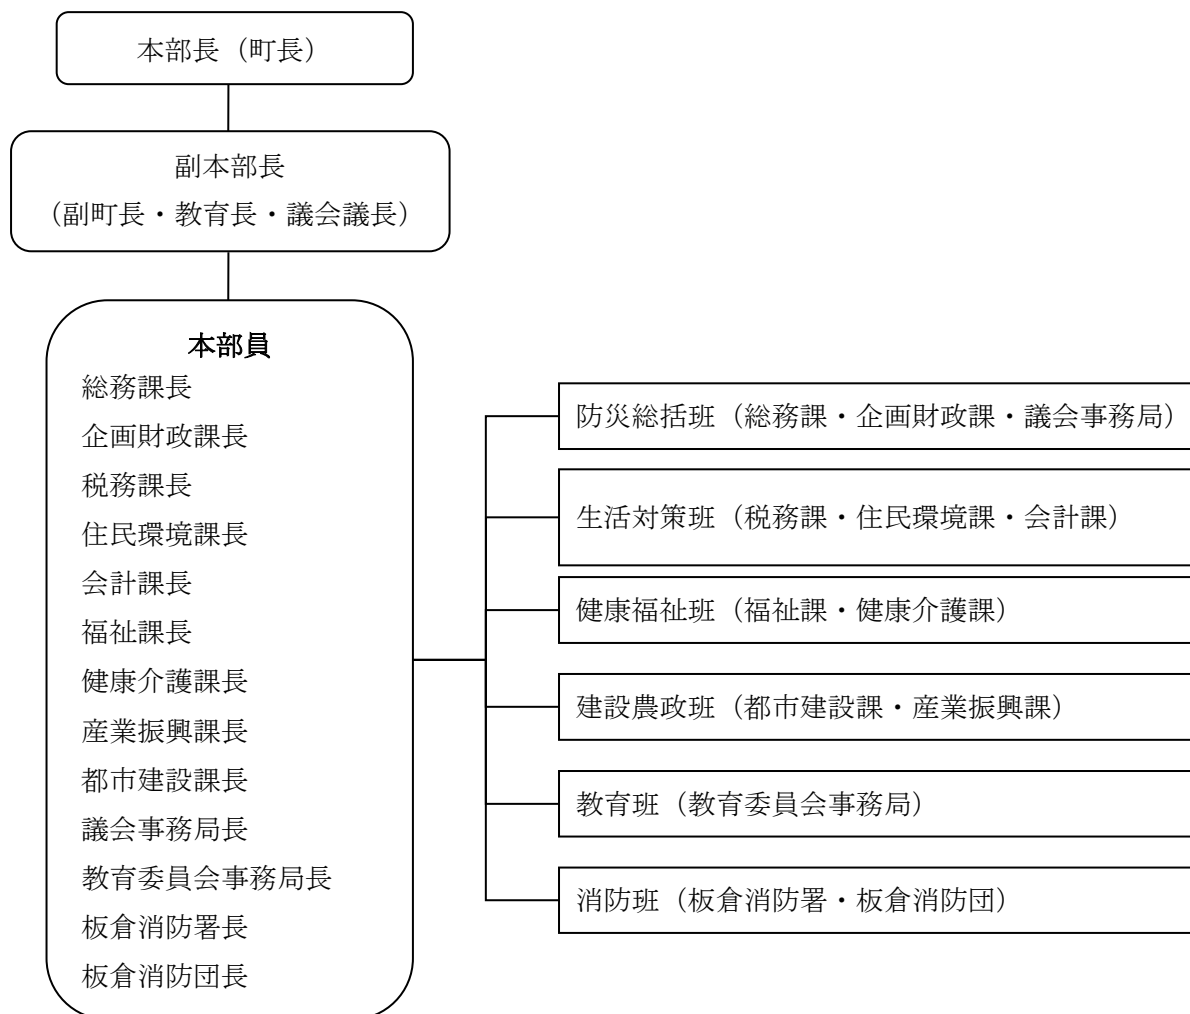 本部長（町長）
副本部長
（副町長・教育長・議会議長）
本部員
総務課長
企画財政課長
税務課長
住民環境課長
会計課長
福祉課長
健康介護課長
産業振興課長
都市建設課長
議会事務局長
教育委員会事務局長
板倉消防署長
板倉消防団長
防災総括班（総務課・企画財政課・議会事務局）
生活対策班（税務課・住民環境課・会計課）
健康福祉班（福祉課・健康介護課）
建設農政班（都市建設課・産業振興課）
教育班（教育委員会事務局）
消防班（板倉消防署・板倉消防団）